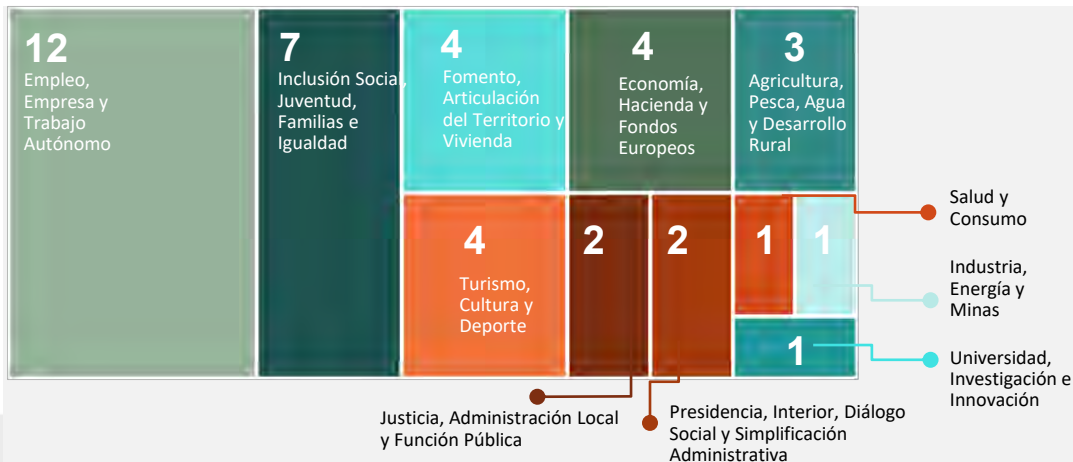 12
Empleo,
Empresa y
Trabajo
Autónomo
7
Inclusión Social,
Juventud,
Familias e
Igualdad
4
Fomento,
Articulación
del Territorio y
Vivienda
4
Economía,
Hacienda y
Fondos
Europeos
3
Agricultura,
Pesca, Agua
y Desarrollo
Rural
4
Turismo,
Cultura y
Deporte
2
2
1
1
1
Salud y
Consumo
Industria,
Energía y
Minas
Universidad,
Investigación e
Innovación
Justicia, Administración Local
y Función Pública
Presidencia, Interior, Diálogo
Social y Simplificación
Administrativa